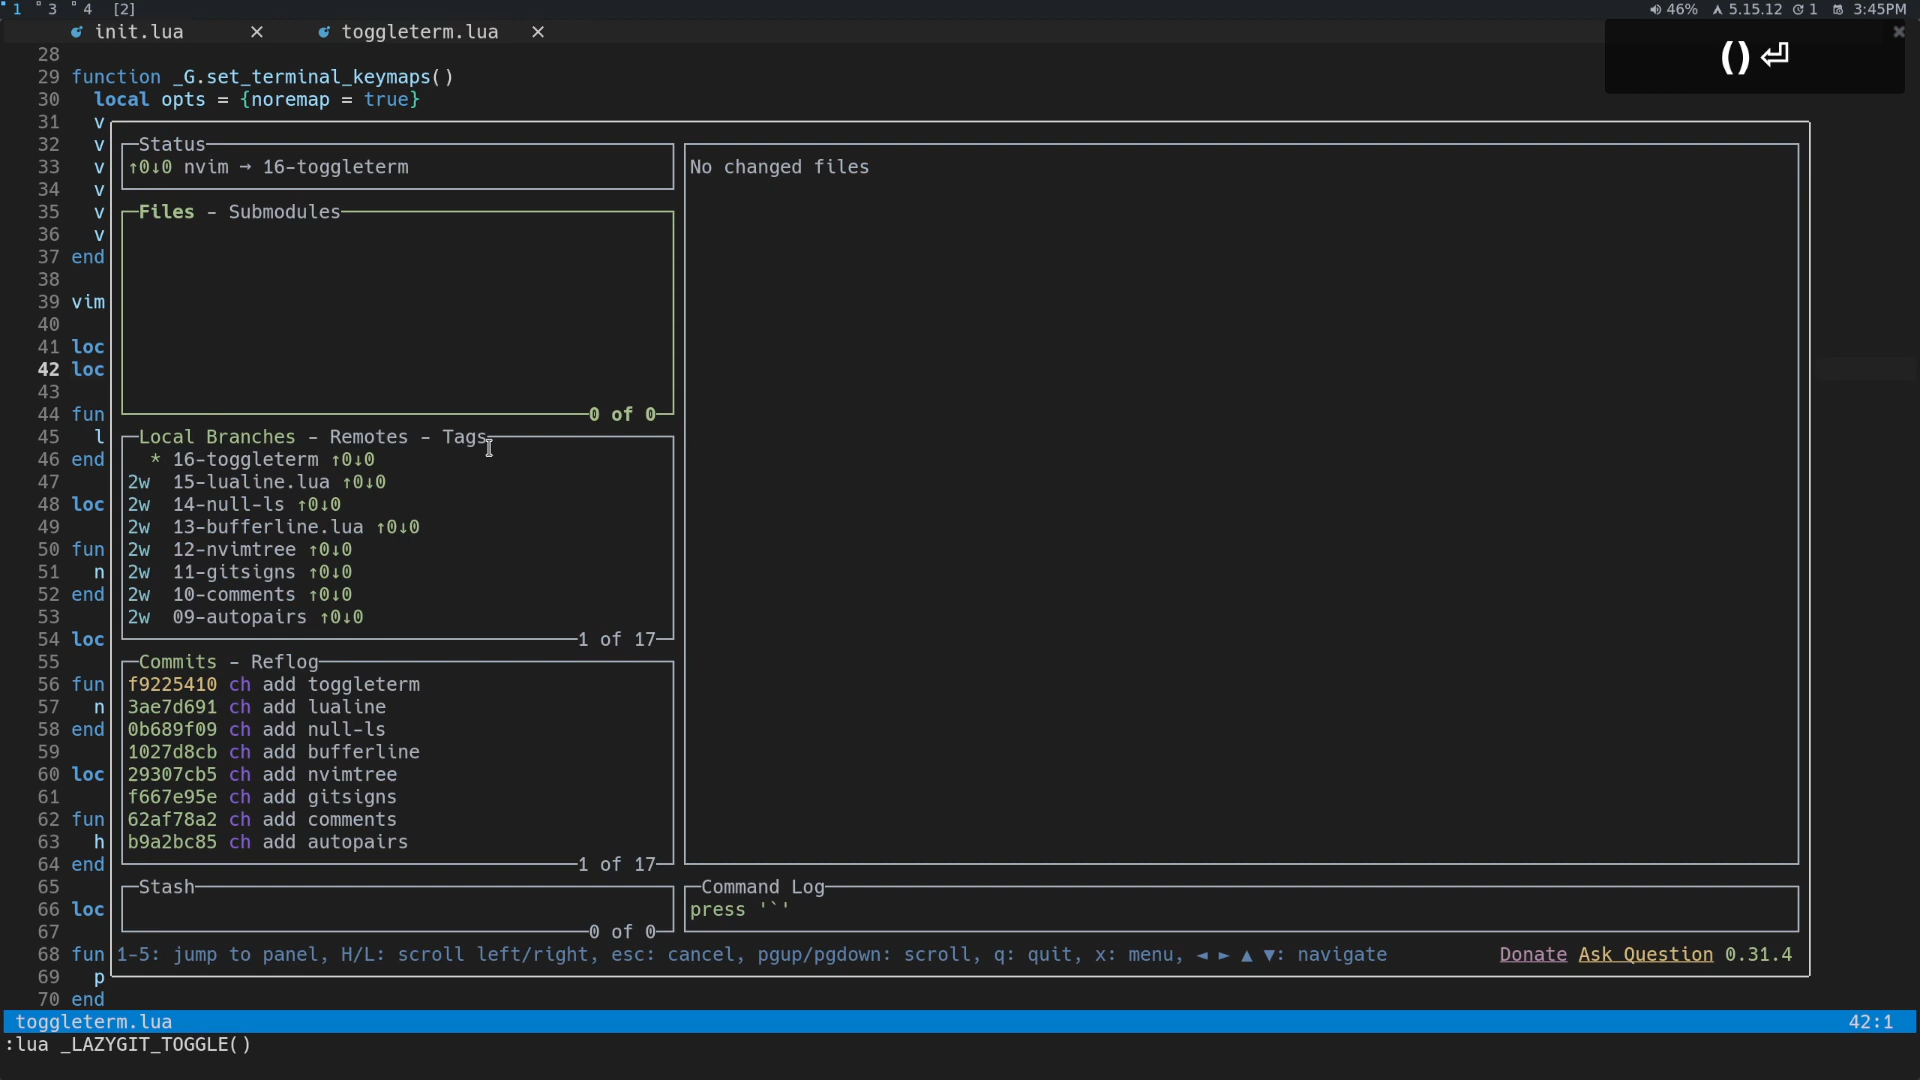 1 3 4 [2] 46% 5.15.12 1 3:45PM
init.lua × toggleterm.lua ×
() ⏎
28
29 function _G.set_terminal_keymaps()
30 local opts = {noremap = true}
31 v
32 v Status
33 v ↑0↓0 nvim → 16-toggleterm No changed files
34 v
35 v Files - Submodules
36 v
37 end
38
39 vim
40
41 loc
42 loc
43
44 fun 0 of 0
45 l Local Branches - Remotes - Tags
46 end * 16-toggleterm ↑0↓0
47 2w 15-lualine.lua ↑0↓0
48 loc 2w 14-null-ls ↑0↓0
49 2w 13-bufferline.lua ↑0↓0
50 fun 2w 12-nvimtree ↑0↓0
51 n 2w 11-gitsigns ↑0↓0
52 end 2w 10-comments ↑0↓0
53 2w 09-autopairs ↑0↓0
54 loc 1 of 17
55 Commits - Reflog
56 fun f9225410 ch add toggleterm
57 n 3ae7d691 ch add lualine
58 end 0b689f09 ch add null-ls
59 1027d8cb ch add bufferline
60 loc 29307cb5 ch add nvimtree
61 f667e95e ch add gitsigns
62 fun 62af78a2 ch add comments
63 h b9a2bc85 ch add autopairs
64 end 1 of 17
65 Stash Command Log
66 loc press '`'
67 0 of 0
68 fun 1-5: jump to panel, H/L: scroll left/right, esc: cancel, pgup/pgdown: scroll, q: quit, x: menu, ◄ ► ▲ ▼: navigate Donate Ask Question 0.31.4
69 p
70 end
toggleterm.lua 42:1
:lua _LAZYGIT_TOGGLE()